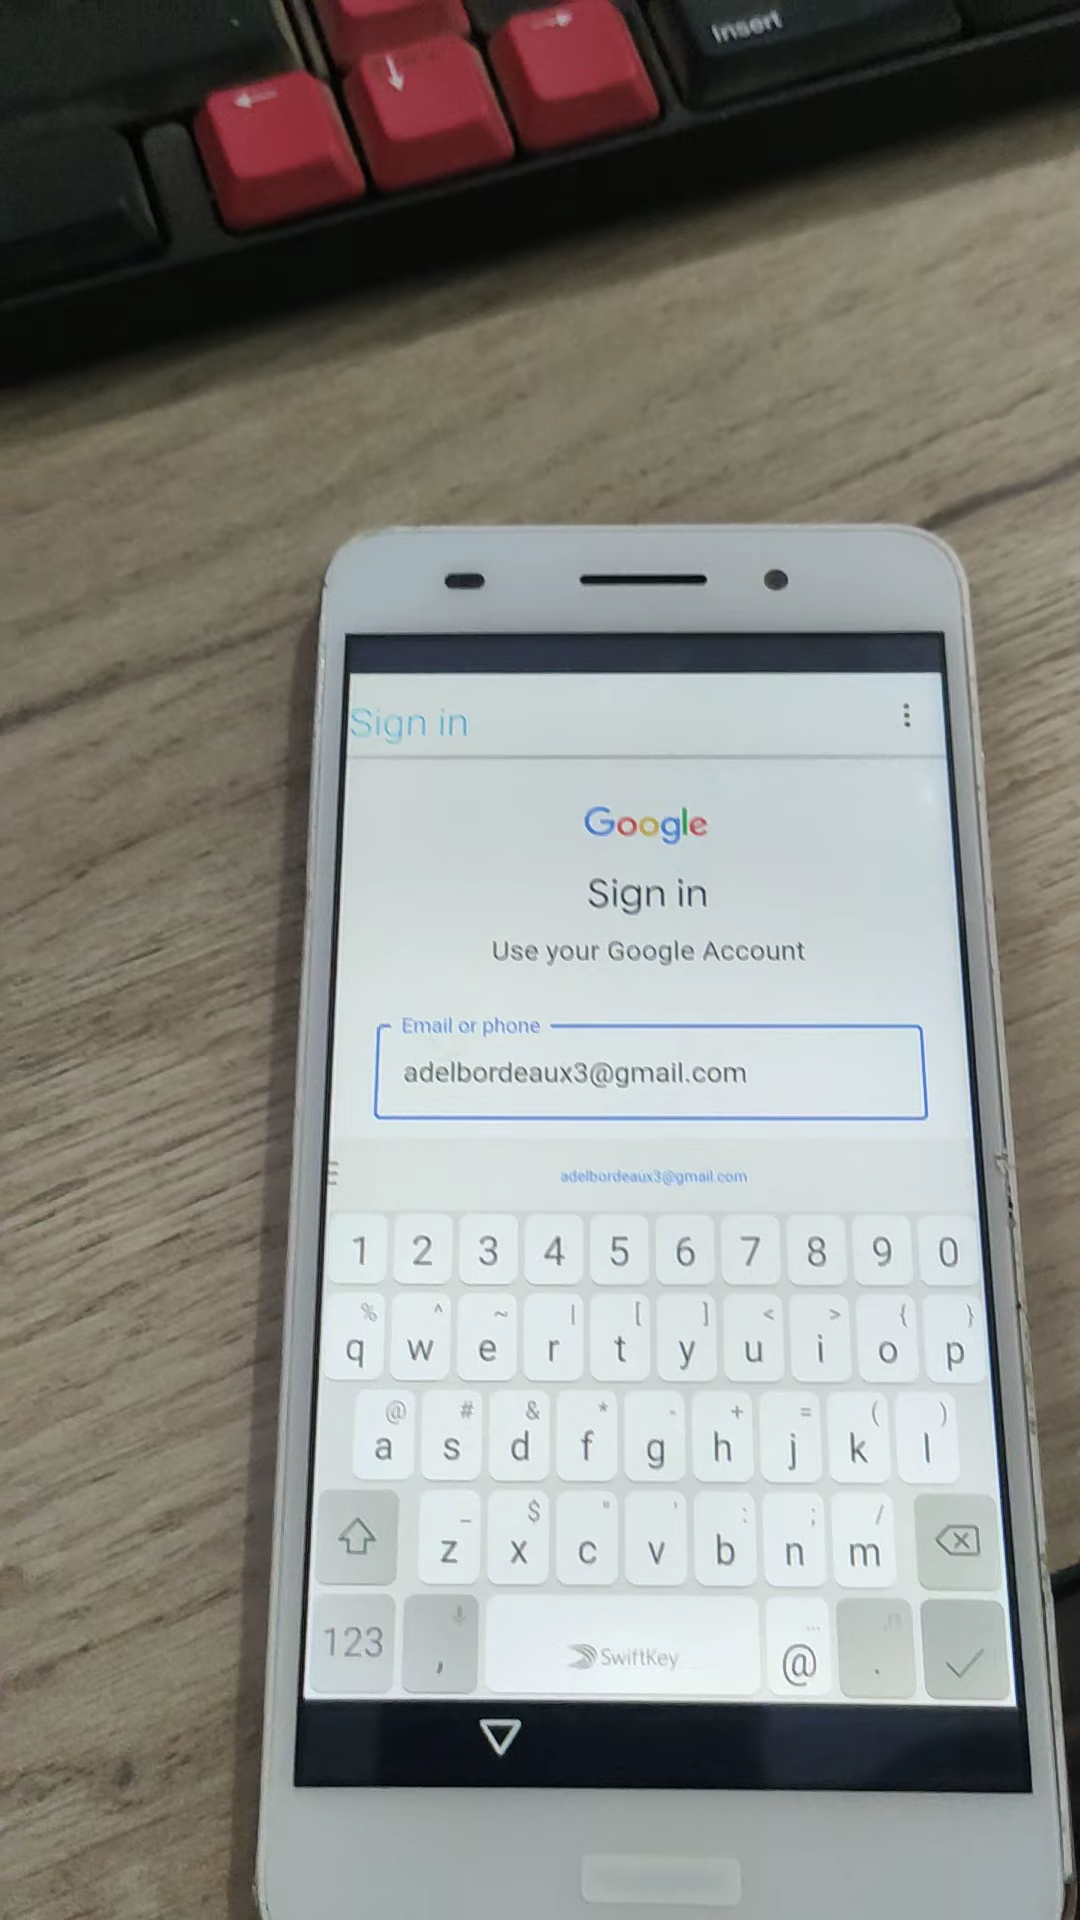 Insert
← ↓ →
Sign in
Google
Sign in
Use your Google Account
Email or phone
adelbordeaux3@gmail.com
adelbordeaux3@gmail.com
1 2 3 4 5 6 7 8 9 0
% ^ ~ | [ ] < > { }
q w e r t y u i o p
@ # & * - + = ( )
a s d f g h j k l
_ $ " ' : ; /
z x c v b n m
123 , SwiftKey ... @ .